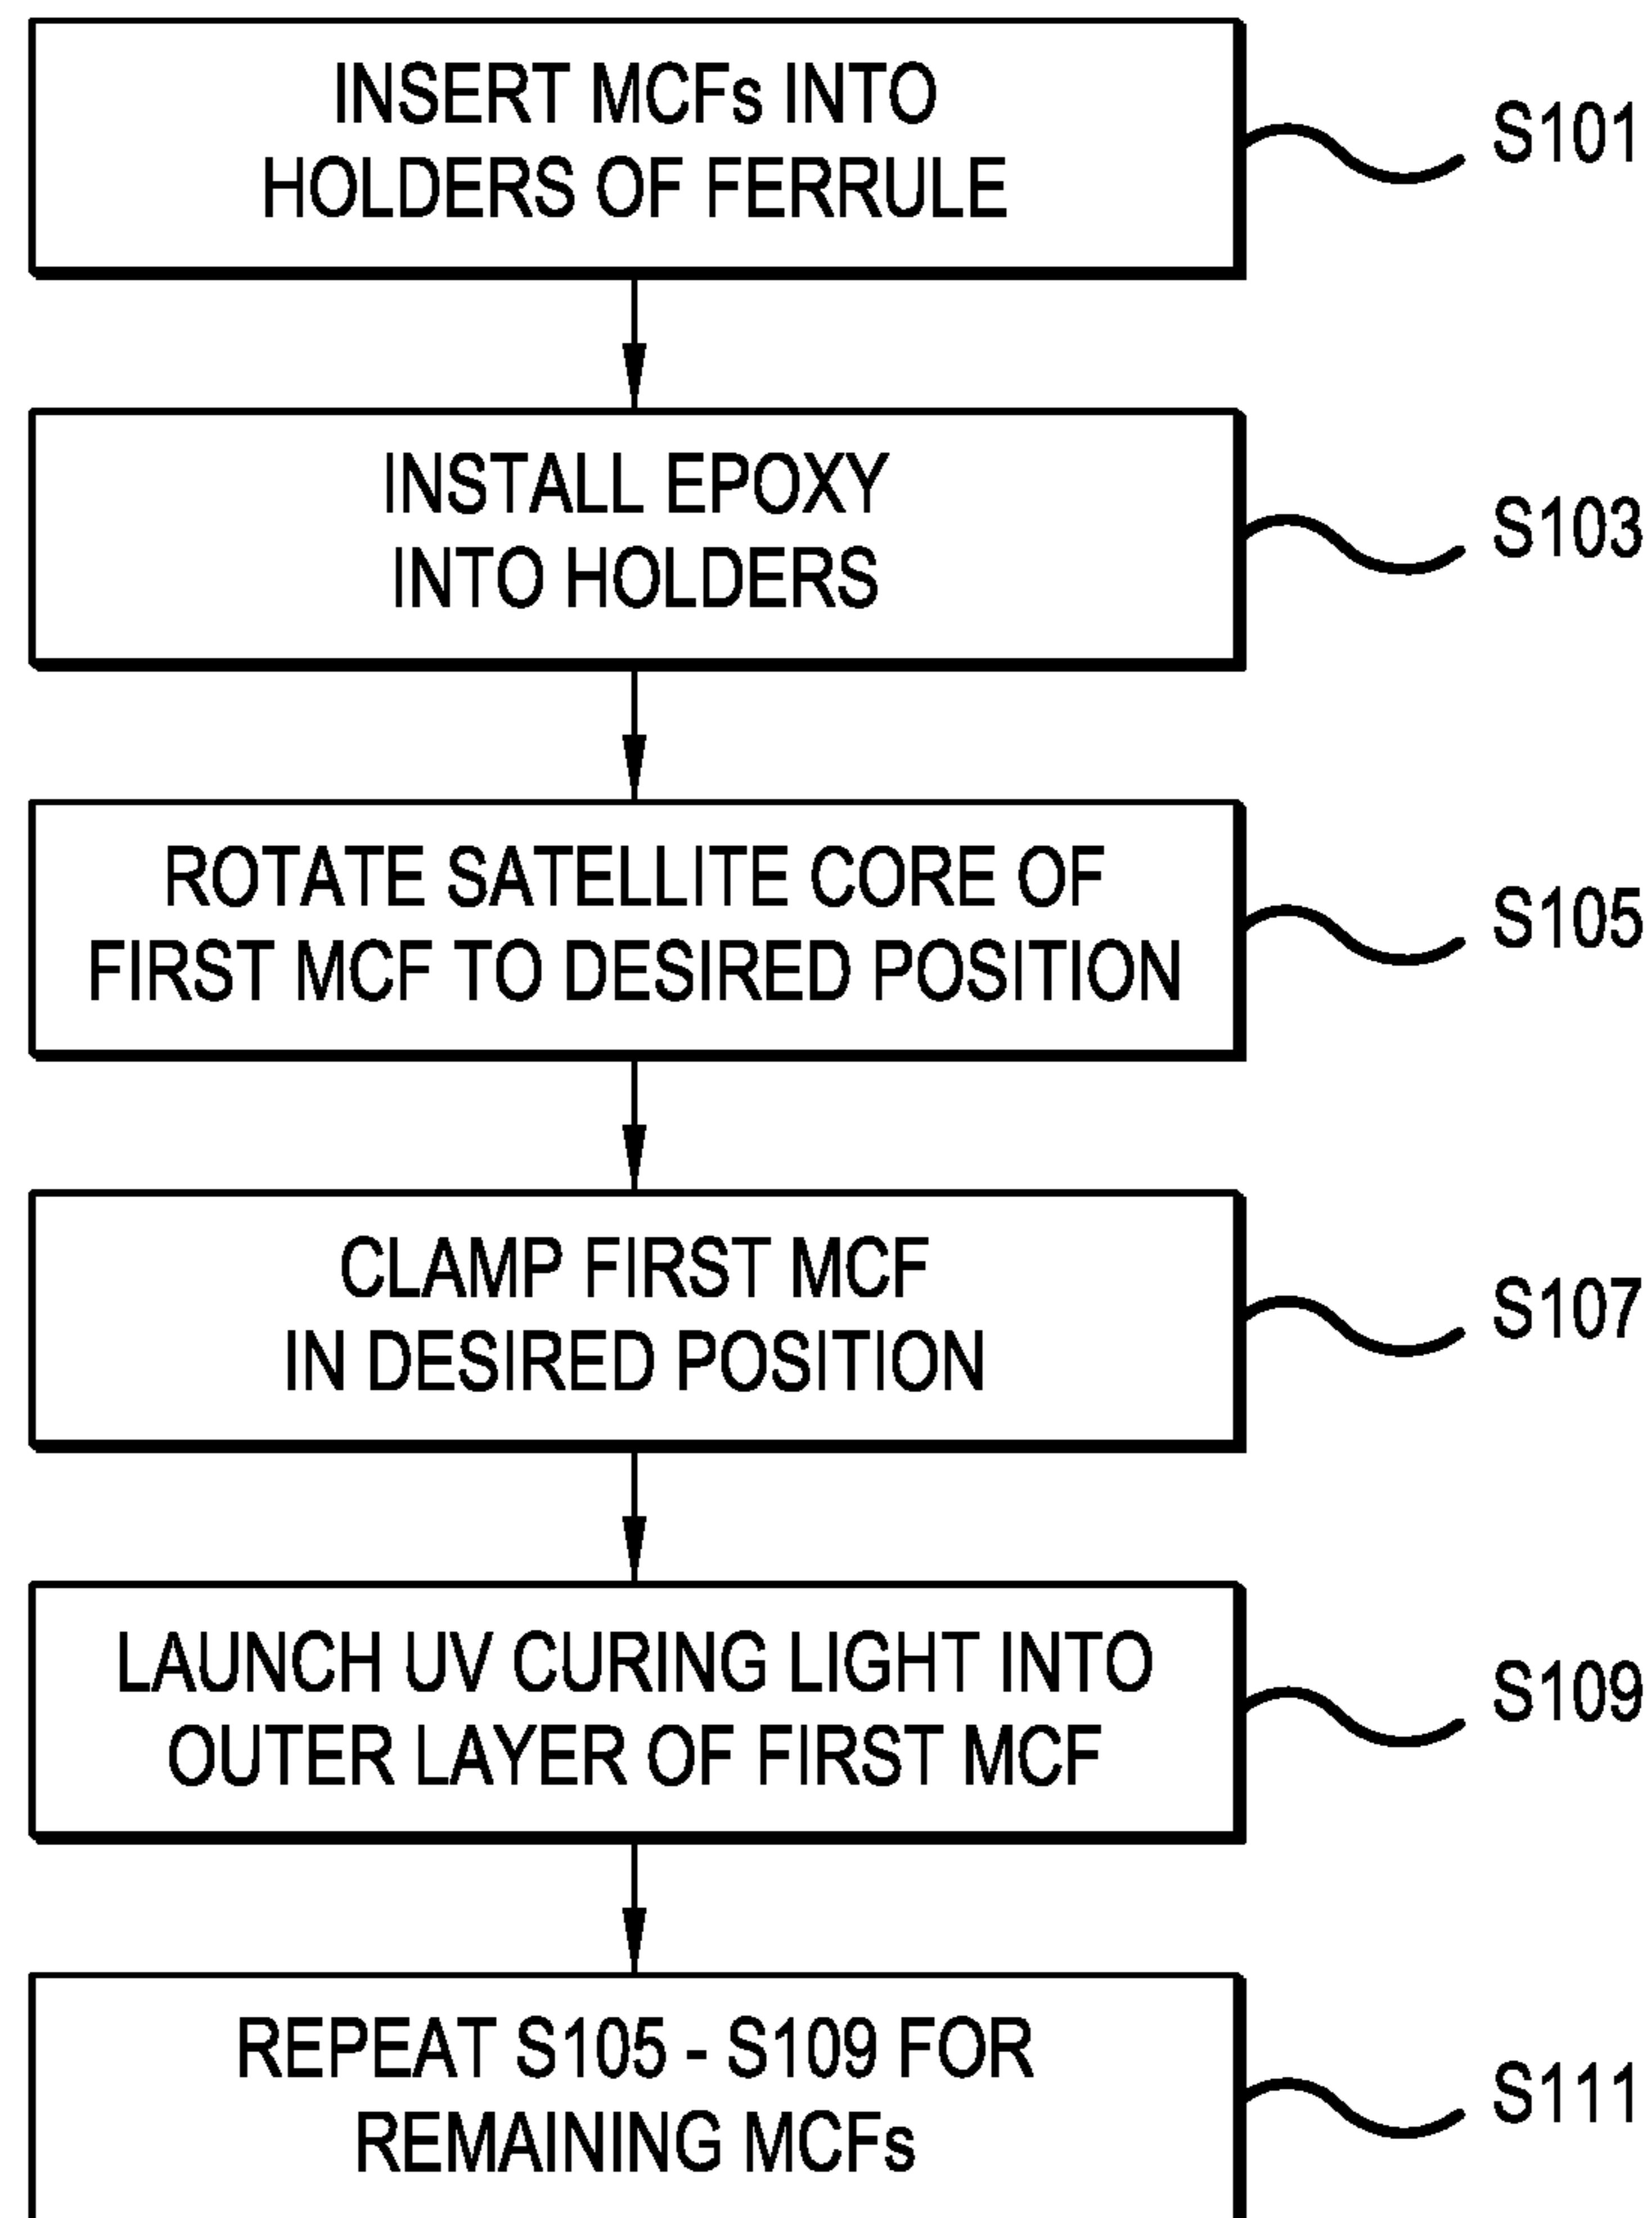 INSERT MCFs INTO
HOLDERS OF FERRULE
S101
INSTALL EPOXY
INTO HOLDERS
S103
ROTATE SATELLITE CORE OF
FIRST MCF TO DESIRED POSITION
S105
CLAMP FIRST MCF
IN DESIRED POSITION
S107
LAUNCH UV CURING LIGHT INTO
OUTER LAYER OF FIRST MCF
S109
REPEAT S105 - S109 FOR
REMAINING MCFs
S111